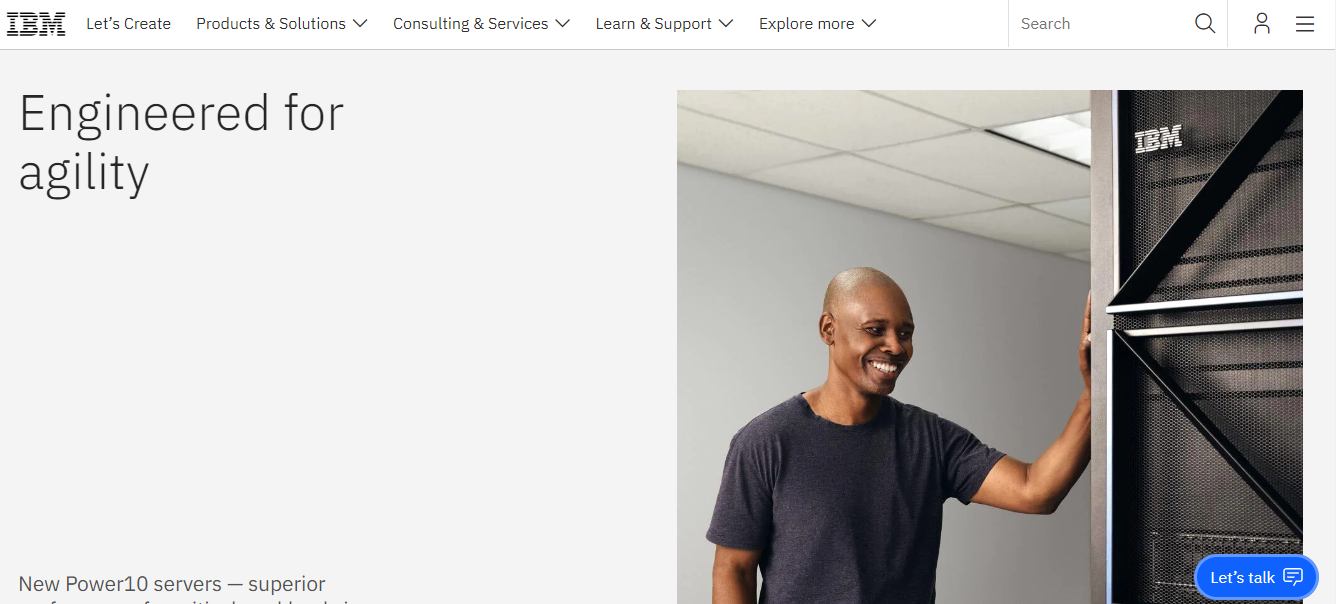 IBM Let’s Create Products & Solutions Consulting & Services Learn & Support Explore more Search
Engineered for
agility
IBM
New Power10 servers — superior
Let’s talk